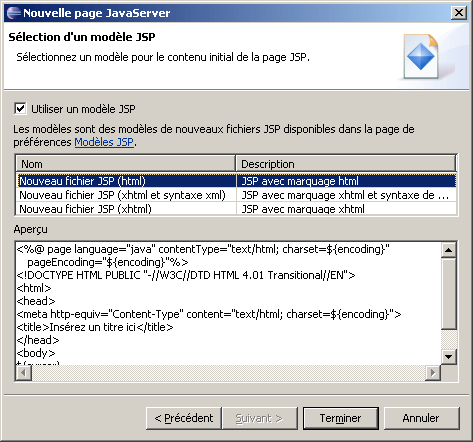 Nouvelle page JavaServer
Sélection d'un modèle JSP
Sélectionnez un modèle pour le contenu initial de la page JSP.
Utiliser un modèle JSP
Les modèles sont des modèles de nouveaux fichiers JSP disponibles dans la page de
préférences Modèles JSP.
Nom Description
Nouveau fichier JSP (html) JSP avec marquage html
Nouveau fichier JSP (xhtml et syntaxe xml) JSP avec marquage xhtml et syntaxe de ...
Nouveau fichier JSP (xhtml) JSP avec marquage xhtml
Aperçu
<%@ page language="java" contentType="text/html; charset=${encoding}"
pageEncoding="${encoding}"%>
<!DOCTYPE HTML PUBLIC "-//W3C//DTD HTML 4.01 Transitional//EN">
<html>
<head>
<meta http-equiv="Content-Type" content="text/html; charset=${encoding}">
<title>Insérez un titre ici</title>
</head>
<body>
< Précédent Suivant > Terminer Annuler